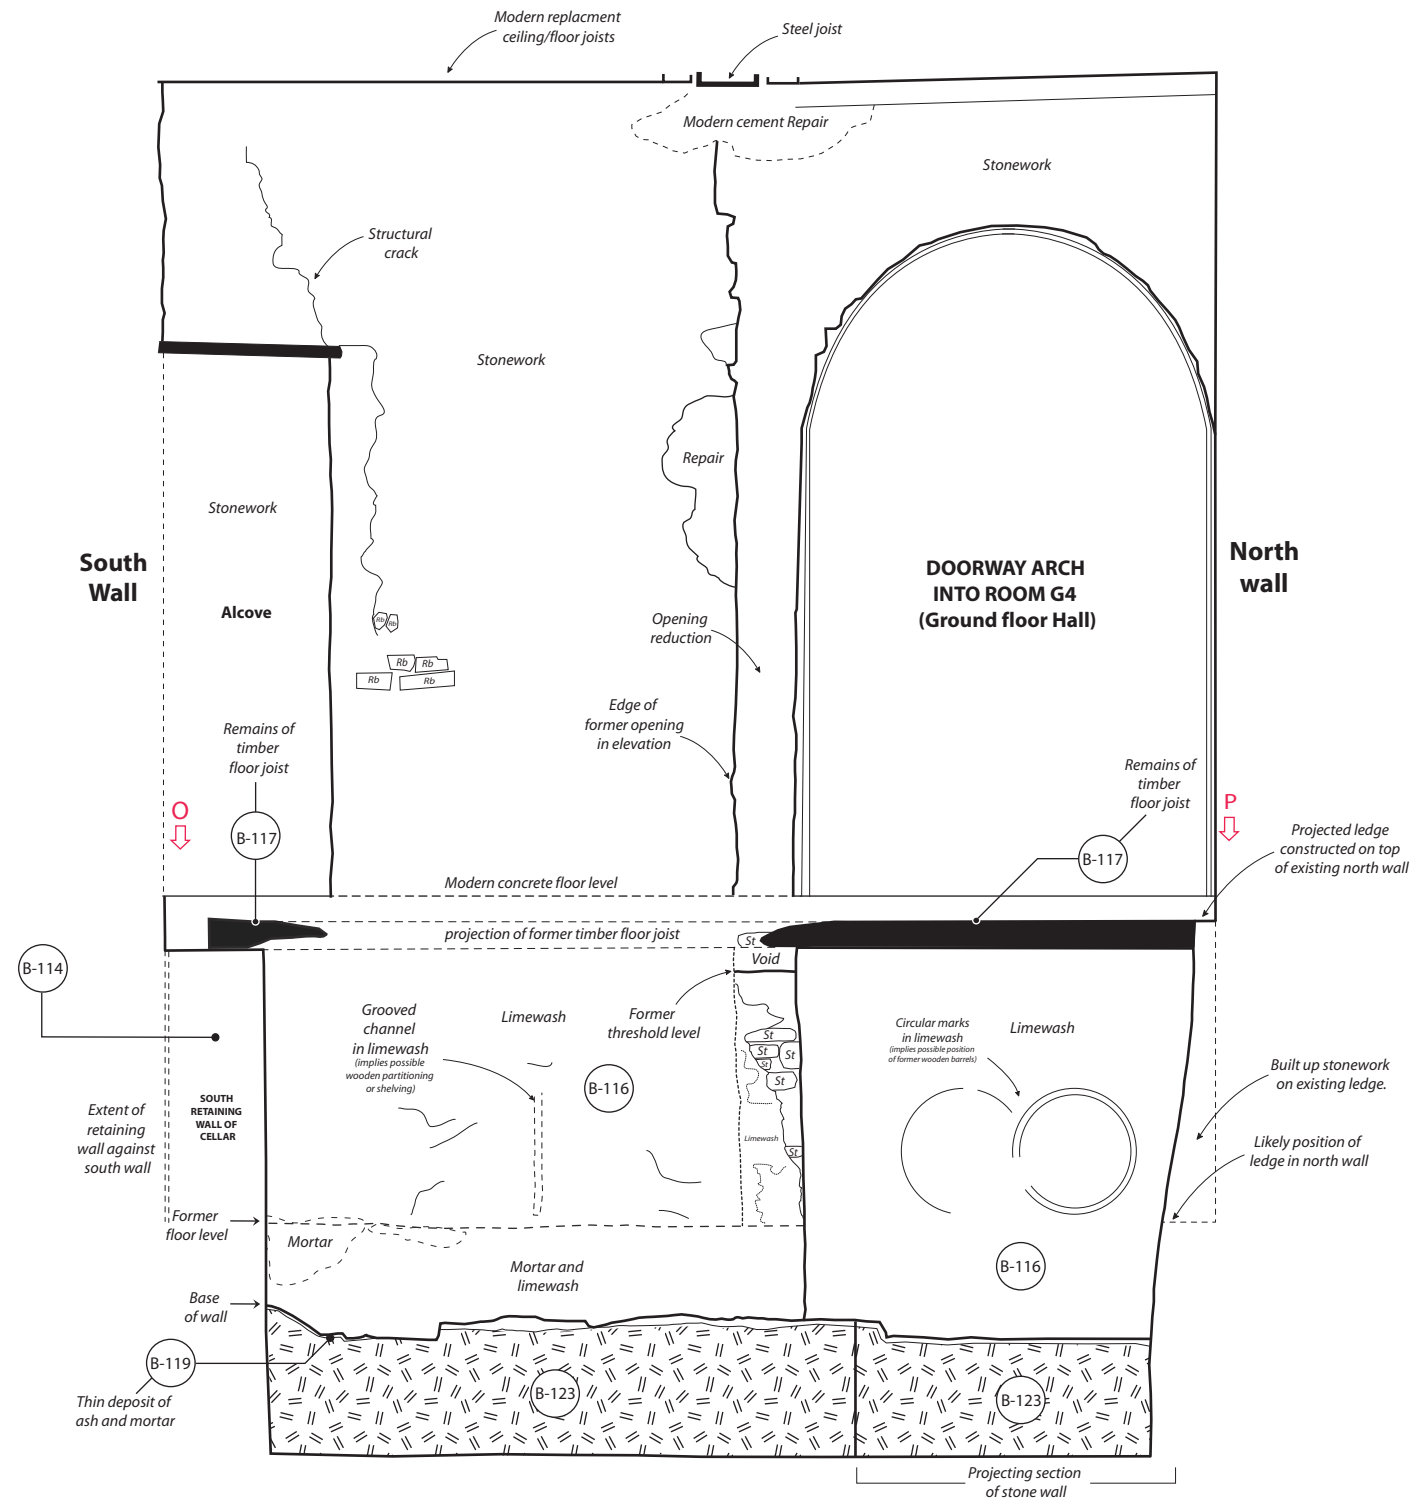 Modern replacment
ceiling/floor joists
Steel joist
Modern cement Repair
Stonework
Structural
crack
Stonework
Repair
Stonework
South
Wall
Alcove
North
wall
DOORWAY ARCH
INTO ROOM G4
(Ground floor Hall)
Rb
Rb
Rb
Rb
Rb
Rb
Opening
reduction
Edge of
former opening
in elevation
Remains of
timber
floor joist
Remains of
timber
floor joist
O
P
B-117
B-117
Projected ledge
constructed on top
of existing north wall
Modern concrete floor level
projection of former timber floor joist
St
Void
B-114
Grooved
channel
in limewash
(implies possible
wooden partitioning
or shelving)
Limewash
Former
threshold level
Circular marks
in limewash
(implies possible position
of former wooden barrels)
Limewash
St
St
St
St
St
B-116
Built up stonework
on existing ledge.
SOUTH
RETAINING
WALL OF
CELLAR
Extent of
retaining
wall against
south wall
Limewash
St
Likely position of
ledge in north wall
Former
floor level
Mortar
Mortar and
limewash
B-116
Base
of wall
B-119
Thin deposit of
ash and mortar
B-123
B-123
Projecting section
of stone wall